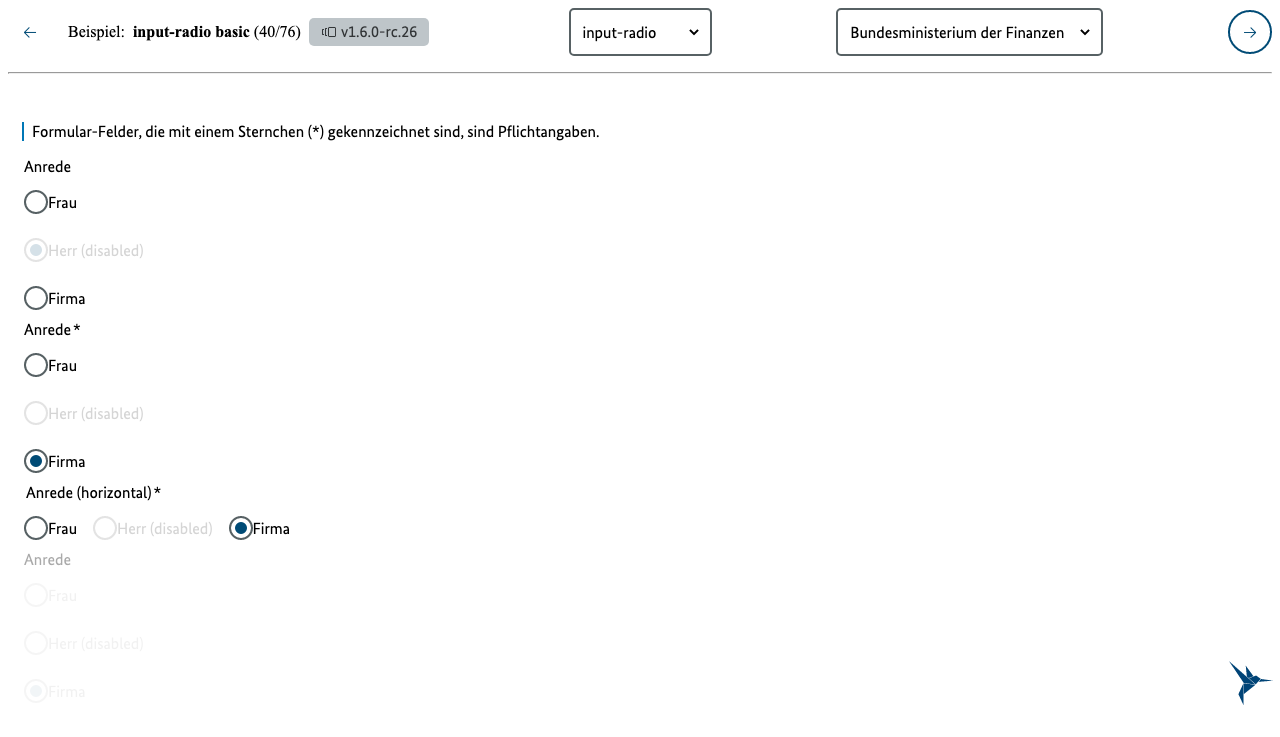 Beispiel: input-radio basic (40/76) v1.6.0-rc.26 input-radio Bundesministerium der Finanzen
Formular-Felder, die mit einem Sternchen (*) gekennzeichnet sind, sind Pflichtangaben.
Anrede
Frau
Herr (disabled)
Firma
Anrede*
Frau
Herr (disabled)
Firma
Anrede (horizontal)*
Frau Herr (disabled) Firma
Anrede
Frau
Herr (disabled)
Firma